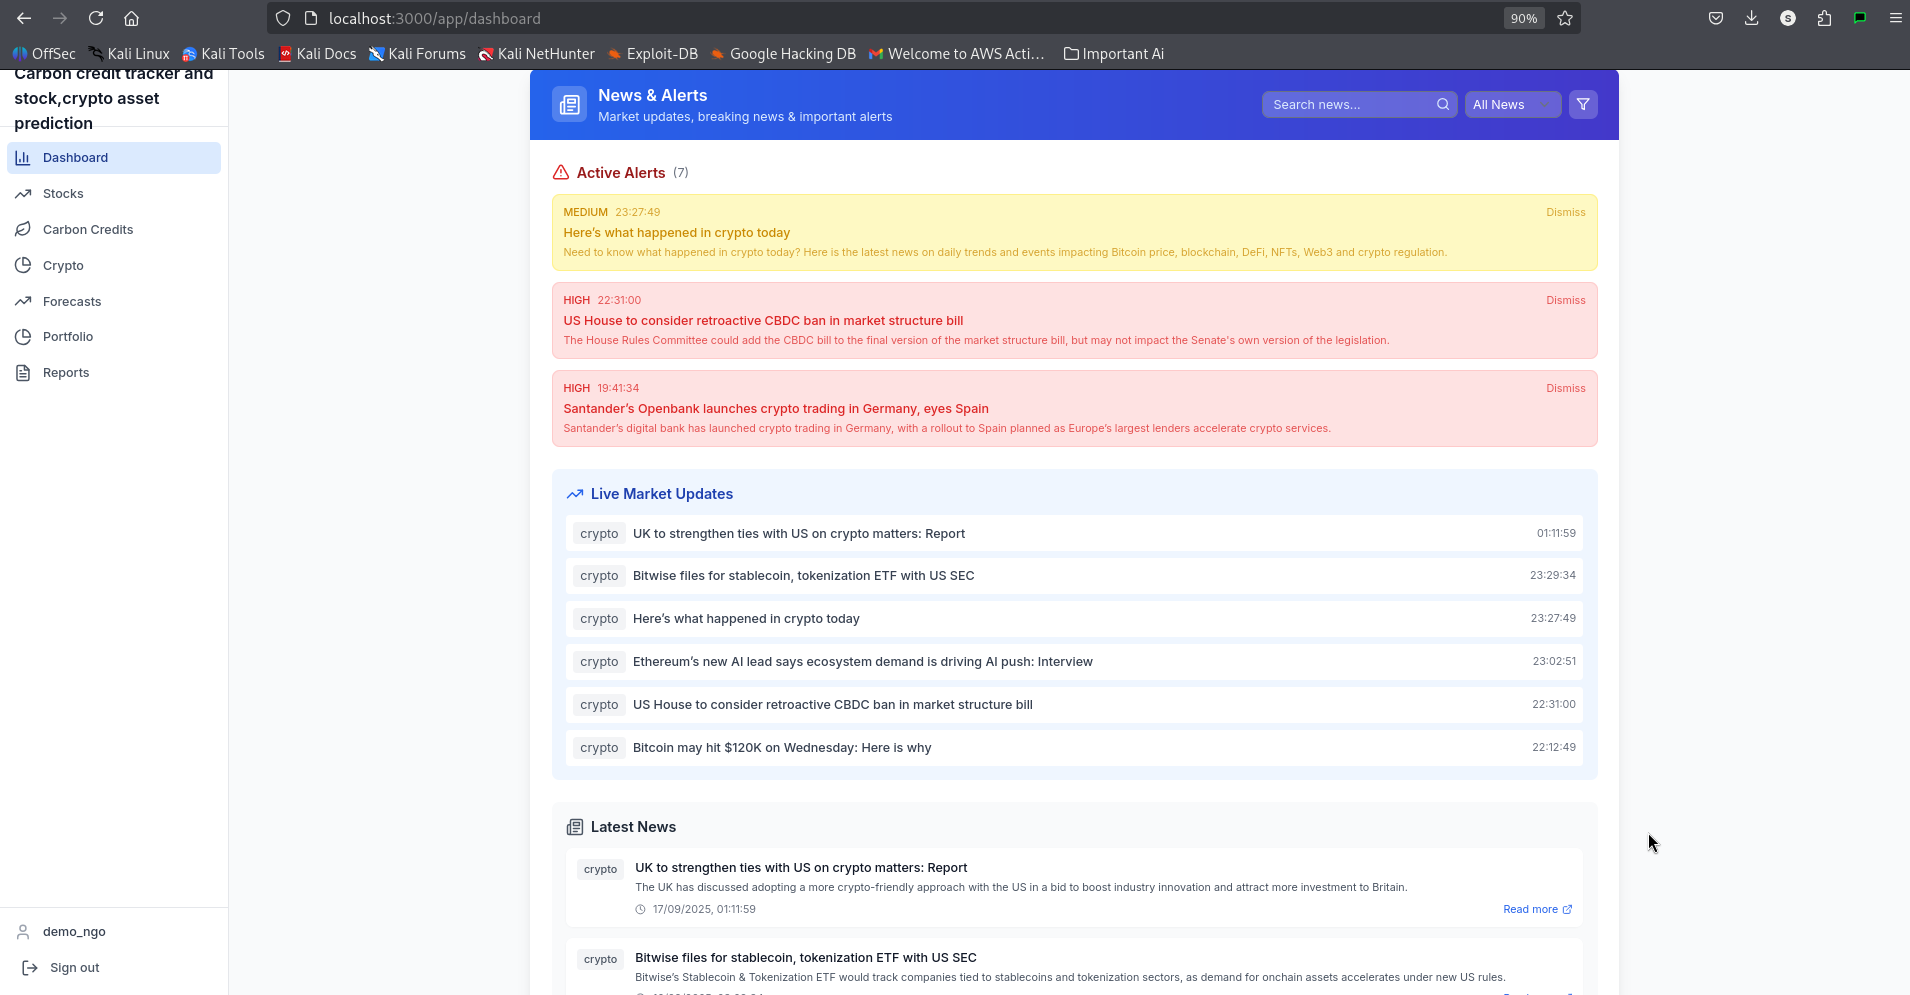 localhost:3000/app/dashboard
90%
S
OffSec
Kali Linux
Kali Tools
Kali Docs
Kali Forums
Kali NetHunter
Exploit-DB
Google Hacking DB
Welcome to AWS Acti…
Important Ai
Carbon credit tracker and
stock,crypto asset
prediction
Dashboard
Stocks
Carbon Credits
Crypto
Forecasts
Portfolio
Reports
demo_ngo
Sign out
News & Alerts
Market updates, breaking news & important alerts
Search news...
All News
Active Alerts (7)
MEDIUM 23:27:49 Dismiss
Here’s what happened in crypto today
Need to know what happened in crypto today? Here is the latest news on daily trends and events impacting Bitcoin price, blockchain, DeFi, NFTs, Web3 and crypto regulation.
HIGH 22:31:00 Dismiss
US House to consider retroactive CBDC ban in market structure bill
The House Rules Committee could add the CBDC bill to the final version of the market structure bill, but may not impact the Senate's own version of the legislation.
HIGH 19:41:34 Dismiss
Santander’s Openbank launches crypto trading in Germany, eyes Spain
Santander’s digital bank has launched crypto trading in Germany, with a rollout to Spain planned as Europe’s largest lenders accelerate crypto services.
Live Market Updates
crypto UK to strengthen ties with US on crypto matters: Report 01:11:59
crypto Bitwise files for stablecoin, tokenization ETF with US SEC 23:29:34
crypto Here’s what happened in crypto today 23:27:49
crypto Ethereum’s new AI lead says ecosystem demand is driving AI push: Interview 23:02:51
crypto US House to consider retroactive CBDC ban in market structure bill 22:31:00
crypto Bitcoin may hit $120K on Wednesday: Here is why 22:12:49
Latest News
crypto UK to strengthen ties with US on crypto matters: Report
The UK has discussed adopting a more crypto-friendly approach with the US in a bid to boost industry innovation and attract more investment to Britain.
17/09/2025, 01:11:59 Read more
crypto Bitwise files for stablecoin, tokenization ETF with US SEC
Bitwise’s Stablecoin & Tokenization ETF would track companies tied to stablecoins and tokenization sectors, as demand for onchain assets accelerates under new US rules.